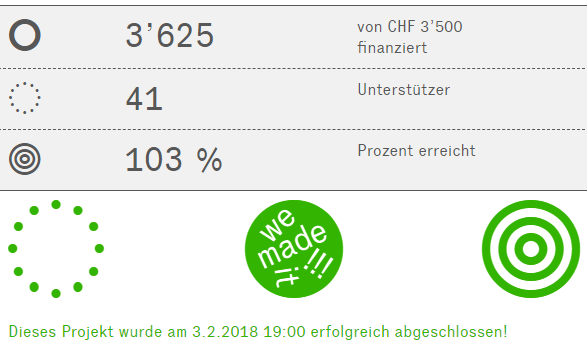 3’625
von CHF 3’500
finanziert
41
Unterstützer
103 %
Prozent erreicht
we
made
it
!!!!
Dieses Projekt wurde am 3.2.2018 19:00 erfolgreich abgeschlossen!